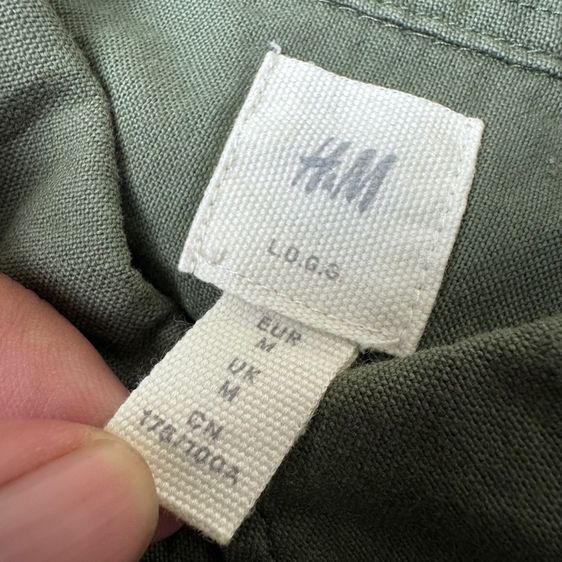 H&M
L.O.G.G.
EUR
M
UK
M
CN
175/100A